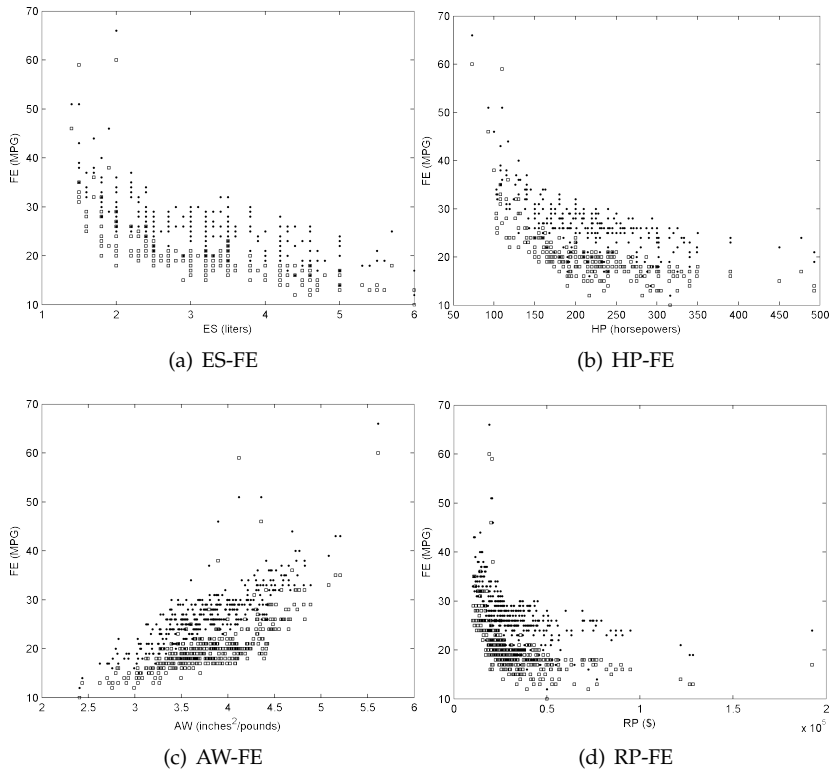 70
60
50
40
30
20
10
FE (MPG)
1 2 3 4 5 6
ES (liters)
(a) ES-FE
70
60
50
40
30
20
10
FE (MPG)
50 100 150 200 250 300 350 400 450 500
HP (horsepowers)
(b) HP-FE
70
60
50
40
30
20
10
FE (MPG)
2 2.5 3 3.5 4 4.5 5 5.5 6
AW (inches²/pounds)
(c) AW-FE
70
60
50
40
30
20
10
FE (MPG)
0 0.5 1 1.5 2
RP ($)
x 10⁵
(d) RP-FE